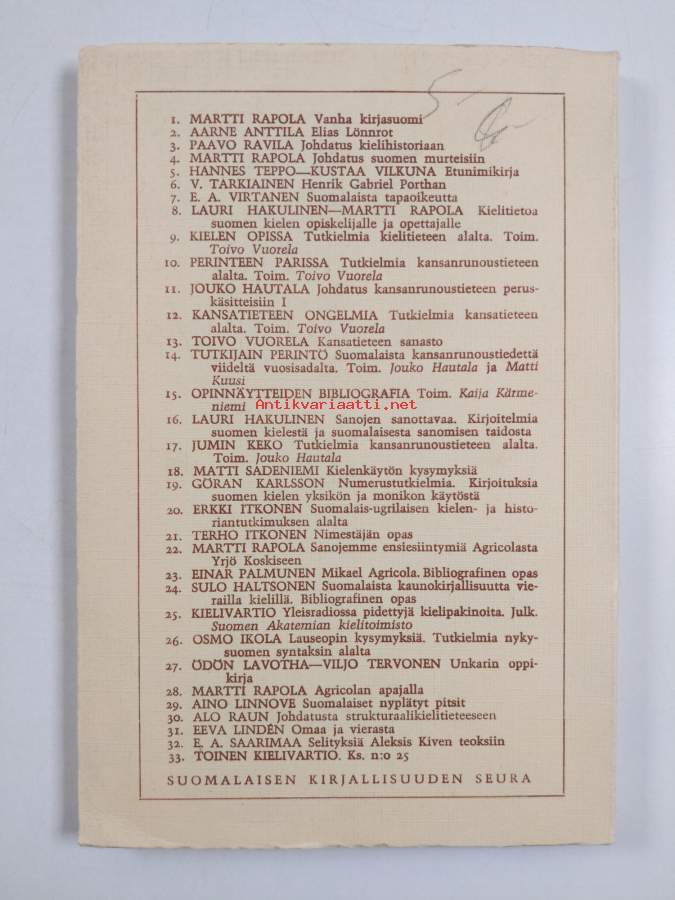 5-
1. MARTTI RAPOLA Vanha kirjasuomi
2. AARNE ANTTILA Elias Lönnrot
3. PAAVO RAVILA Johdatus kielihistoriaan
4. MARTTI RAPOLA Johdatus suomen murteisiin
5. HANNES TEPPO—KUSTAA VILKUNA Etunimikirja
6. V. TARKIAINEN Henrik Gabriel Porthan
7. E. A. VIRTANEN Suomalaista tapaoikeutta
8. LAURI HAKULINEN—MARTTI RAPOLA Kielitietoa
suomen kielen opiskelijalle ja opettajalle
9. KIELEN OPISSA Tutkielmia kielitieteen alalta. Toim.
Toivo Vuorela
10. PERINTEEN PARISSA Tutkielmia kansanrunoustieteen
alalta. Toim. Toivo Vuorela
11. JOUKO HAUTALA Johdatus kansanrunoustieteen perus-
käsitteisiin I
12. KANSATIETEEN ONGELMIA Tutkielmia kansatieteen
alalta. Toim. Toivo Vuorela
13. TOIVO VUORELA Kansatieteen sanasto
14. TUTKIJAIN PERINTÖ Suomalaista kansanrunoustiedettä
viideltä vuosisadalta. Toim. Jouko Hautala ja Matti
Kuusi
15. OPINNÄYTTEIDEN BIBLIOGRAFIA Toim. Kaija Kärme-
niemi
Antikvariaatti.net
16. LAURI HAKULINEN Sanojen sanottavaa. Kirjoitelmia
suomen kielestä ja suomalaisesta sanomisen taidosta
17. JUMIN KEKO Tutkielmia kansanrunoustieteen alalta.
Toim. Jouko Hautala
18. MATTI SADENIEMI Kielenkäytön kysymyksiä
19. GÖRAN KARLSSON Numerustutkielmia. Kirjoituksia
suomen kielen yksikön ja monikon käytöstä
20. ERKKI ITKONEN Suomalais-ugrilaisen kielen- ja histo-
riantutkimuksen alalta
21. TERHO ITKONEN Nimestäjän opas
22. MARTTI RAPOLA Sanojemme ensiesiintymiä Agricolasta
Yrjö Koskiseen
23. EINAR PALMUNEN Mikael Agricola. Bibliografinen opas
24. SULO HALTSONEN Suomalaista kaunokirjallisuutta vie-
railla kielillä. Bibliografinen opas
25. KIELIVARTIO Yleisradiossa pidettyjä kielipakinoita. Julk.
Suomen Akatemian kielitoimisto
26. OSMO IKOLA Lauseopin kysymyksiä. Tutkielmia nyky-
suomen syntaksin alalta
27. ÖDÖN LAVOTHA—VILJO TERVONEN Unkarin oppi-
kirja
28. MARTTI RAPOLA Agricolan apajalla
29. AINO LINNOVE Suomalaiset nyplätyt pitsit
30. ALO RAUN Johdatusta strukturaalikielitieteeseen
31. EEVA LINDÉN Omaa ja vierasta
32. E. A. SAARIMAA Selityksiä Aleksis Kiven teoksiin
33. TOINEN KIELIVARTIO. Ks. n:o 25
SUOMALAISEN KIRJALLISUUDEN SEURA